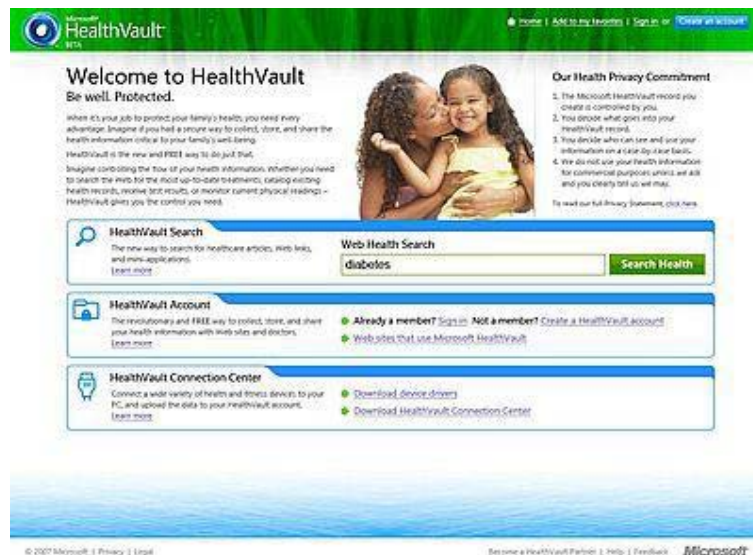 Microsoft
HealthVault
BETA
Home | Add to my favorites | Sign in or Create an account
Welcome to HealthVault
Be well. Protected.
When it's your job to protect your family's health, you need every
advantage. Imagine if you had a secure way to collect, store, and share the
health information critical to your family's well-being.
HealthVault is the new and FREE way to do just that.
Imagine controlling the flow of your health information. Whether you need
to search the Web for the most up-to-date treatments, catalog existing
health records, receive test results, or monitor current physical readings –
HealthVault gives you the control you need.
Our Health Privacy Commitment
1. The Microsoft HealthVault record you
create is controlled by you.
2. You decide what goes into your
HealthVault record.
3. You decide who can see and use your
information on a case-by-case basis.
4. We do not use your health information
for commercial purposes unless we ask
and you clearly tell us we may.
To read our full Privacy Statement, click here.
HealthVault Search
The new way to search for healthcare articles, Web links,
and mini-applications.
Learn more
Web Health Search
diabetes
Search Health
HealthVault Account
The revolutionary and FREE way to collect, store, and share
your health information with Web sites and doctors.
Learn more
Already a member? Sign in Not a member? Create a HealthVault account
Web sites that use Microsoft HealthVault
HealthVault Connection Center
Connect a wide variety of health and fitness devices to your
PC, and upload the data to your HealthVault account.
Learn more
Download device drivers
Download HealthVault Connection Center
© 2007 Microsoft | Privacy | Legal
Become a HealthVault Partner | Help | Feedback
Microsoft